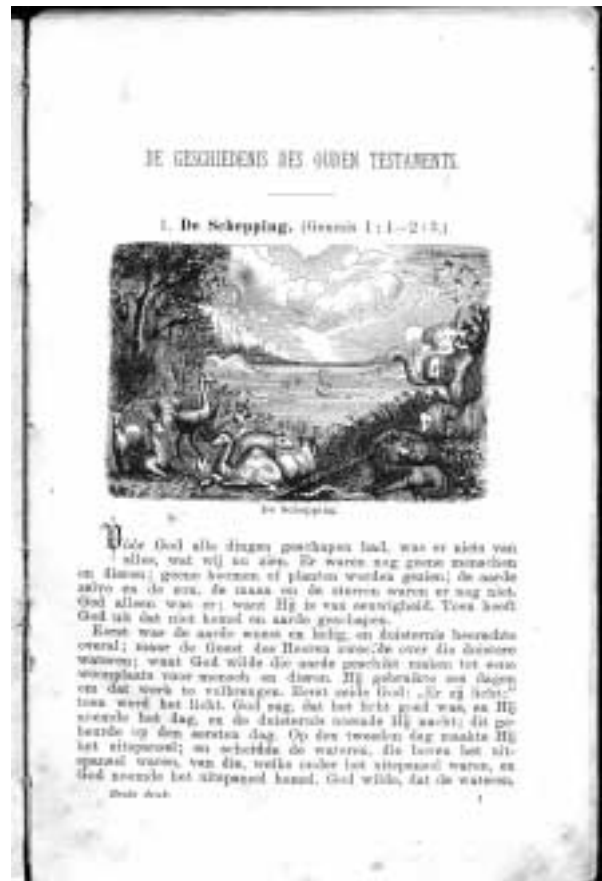 DE GESCHIEDENIS DES OUDEN TESTAMENTS.
1. De Schepping. (Genesis 1 : 1—2 : 3.)
De Schepping.
Vóór God alle dingen geschapen had, was er niets van
alles, wat wij nu zien. Er waren nog geene menschen
en dieren; geene boomen of planten werden gezien; de aarde
zelve en de zon, de maan en de sterren waren er nog niet.
God alleen was er; want Hij is van eeuwigheid. Toen heeft
God uit dat niet hemel en aarde geschapen.
Eerst was de aarde woest en ledig, en duisternis heerschte
overal; maar de Geest des Heeren zweefde over die duistere
wateren; want God wilde die aarde geschikt maken tot eene
woonplaats voor mensch en dieren. Hij gebruikte zes dagen
om dat werk te volbrengen. Eerst zeide God: „Er zij licht;”
toen werd het licht. God zag, dat het licht goed was, en Hij
noemde het dag, en de duisternis noemde Hij nacht; dit ge-
beurde op den eersten dag. Op den tweeden dag maakte Hij
het uitspansel; en scheidde de wateren, die boven het uit-
spansel waren, van die, welke onder het uitspansel waren, en
God noemde het uitspansel hemel. God wilde, dat de wateren,
druk.
1